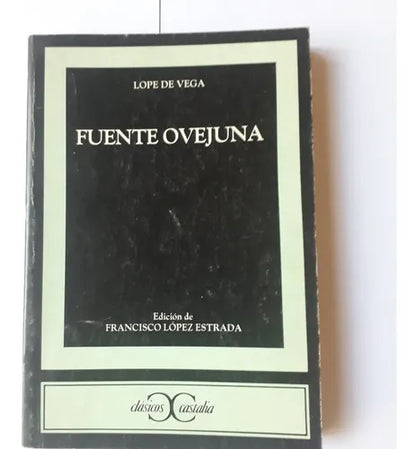 LOPE DE VEGA
FUENTE OVEJUNA
Edición de
FRANCISCO LÓPEZ ESTRADA
clásicos castalia